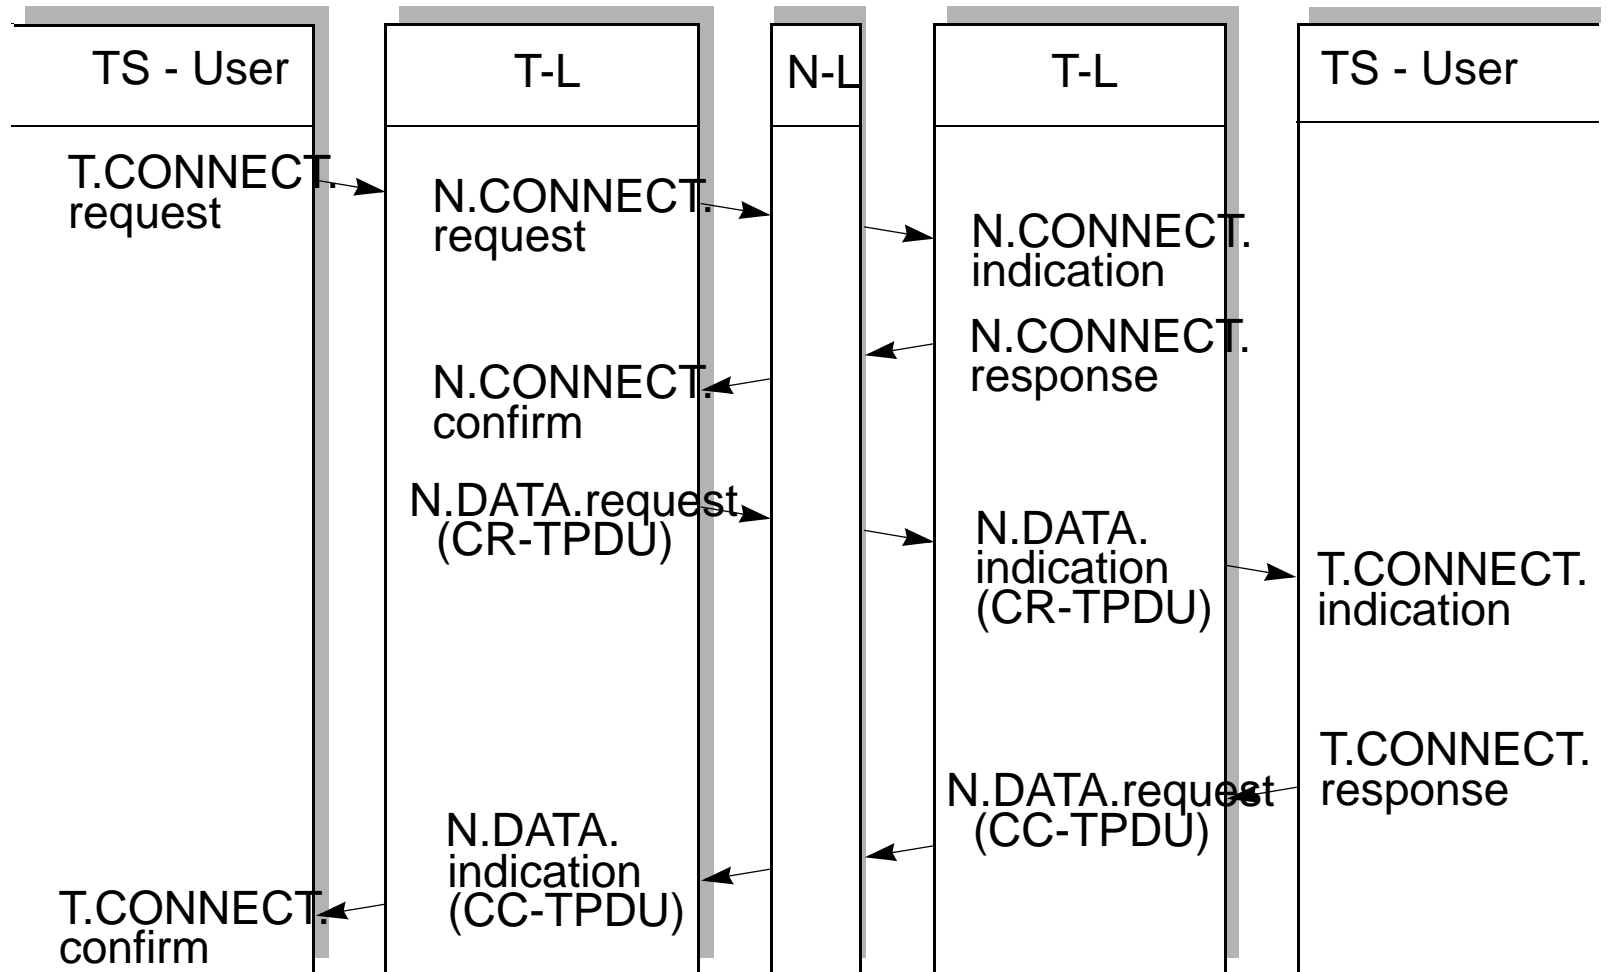 TS - User
T-L
N-L
T-L
TS - User
T.CONNECT.
request
N.CONNECT.
request
N.CONNECT.
indication
N.CONNECT.
response
N.CONNECT.
confirm
N.DATA.request
(CR-TPDU)
N.DATA.
indication
(CR-TPDU)
T.CONNECT.
indication
T.CONNECT.
response
N.DATA.request
(CC-TPDU)
N.DATA.
indication
(CC-TPDU)
T.CONNECT.
confirm